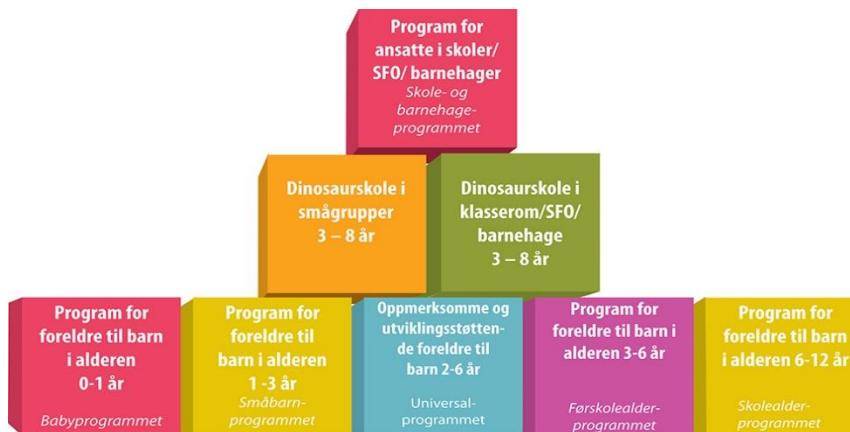 Program for
ansatte i skoler/
SFO/ barnehager
Skole- og
barnehage-
programmet
Dinosaurskole i
smågrupper
3 – 8 år
Dinosaurskole i
klasserom/SFO/
barnehage
3 – 8 år
Program for
foreldre til barn
i alderen
0-1 år
Babyprogrammet
Program for
foreldre til
barn i alderen
1 -3 år
Småbarn-
programmet
Oppmerksomme og
utviklingsstøtten-
de foreldre til
barn 2-6 år
Universal-
programmet
Program for
foreldre til barn i
alderen 3-6 år
Førskolealder-
programmet
Program for
foreldre til barn
i alderen 6-12 år
Skolealder-
programmet